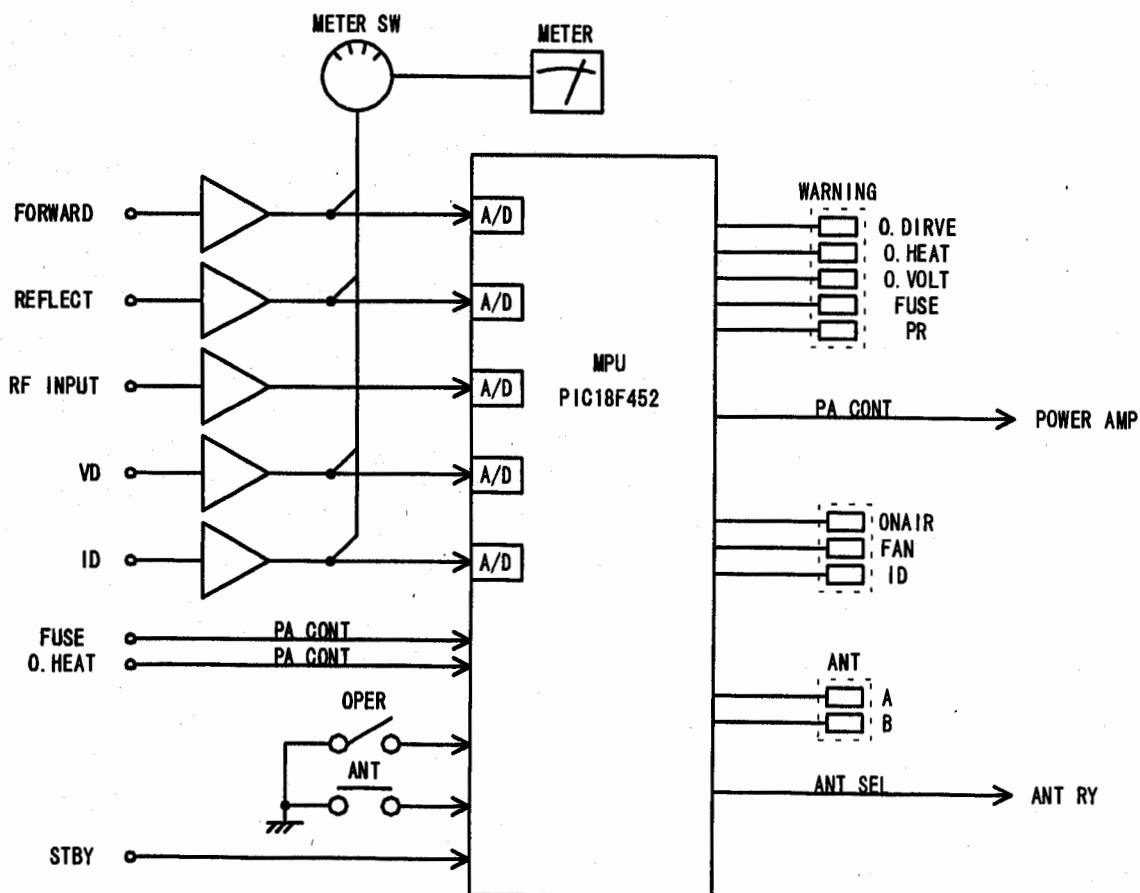 METER SW
METER
FORWARD
A/D
REFLECT
A/D
RF INPUT
A/D
VD
A/D
ID
A/D
MPU
PIC18F452
WARNING
O.DIRVE
O.HEAT
O.VOLT
FUSE
PR
PA CONT
POWER AMP
ONAIR
FAN
ID
FUSE
PA CONT
O.HEAT
PA CONT
OPER
ANT
STBY
ANT
A
B
ANT SEL
ANT RY